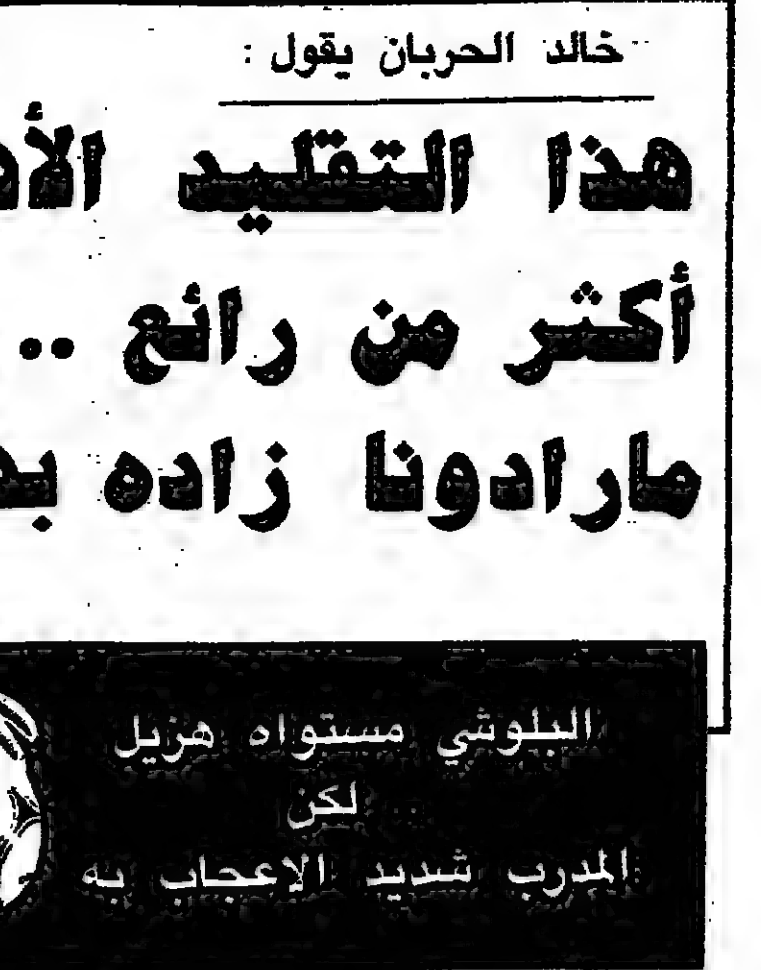 خالد الحربان يقول :
هذا التقليد
أكثر من رائع ..
مارادونا زاده
البلوشي مستواه هزيل
.. لكن
المدرب شديد الاعجاب به